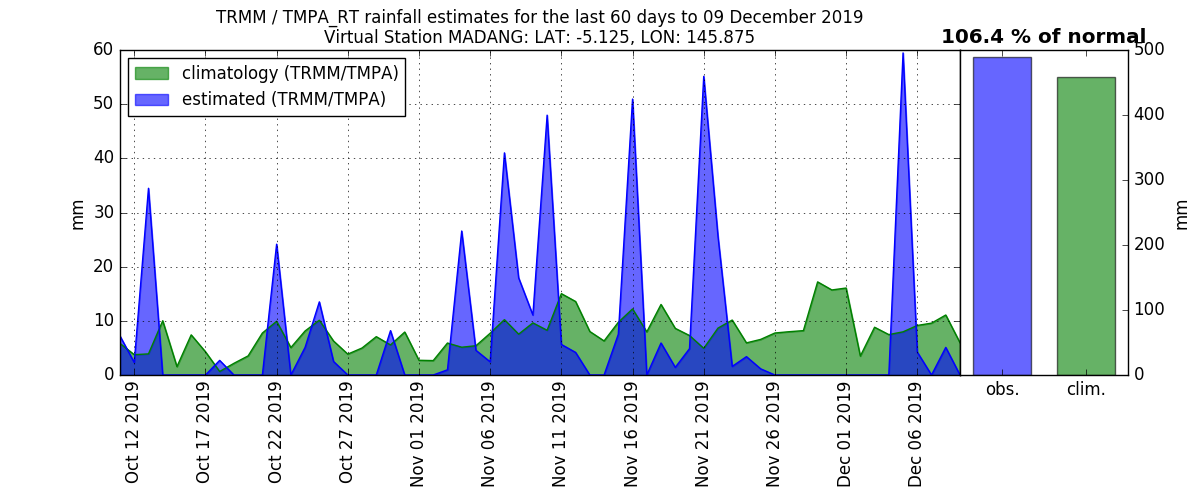 TRMM / TMPA_RT rainfall estimates for the last 60 days to 09 December 2019
Virtual Station MADANG: LAT: -5.125, LON: 145.875
106.4 % of normal
climatology (TRMM/TMPA)
estimated (TRMM/TMPA)
mm
60
50
40
30
20
10
0
Oct 12 2019
Oct 17 2019
Oct 22 2019
Oct 27 2019
Nov 01 2019
Nov 06 2019
Nov 11 2019
Nov 16 2019
Nov 21 2019
Nov 26 2019
Dec 01 2019
Dec 06 2019
obs.
clim.
500
400
300
200
100
0
mm